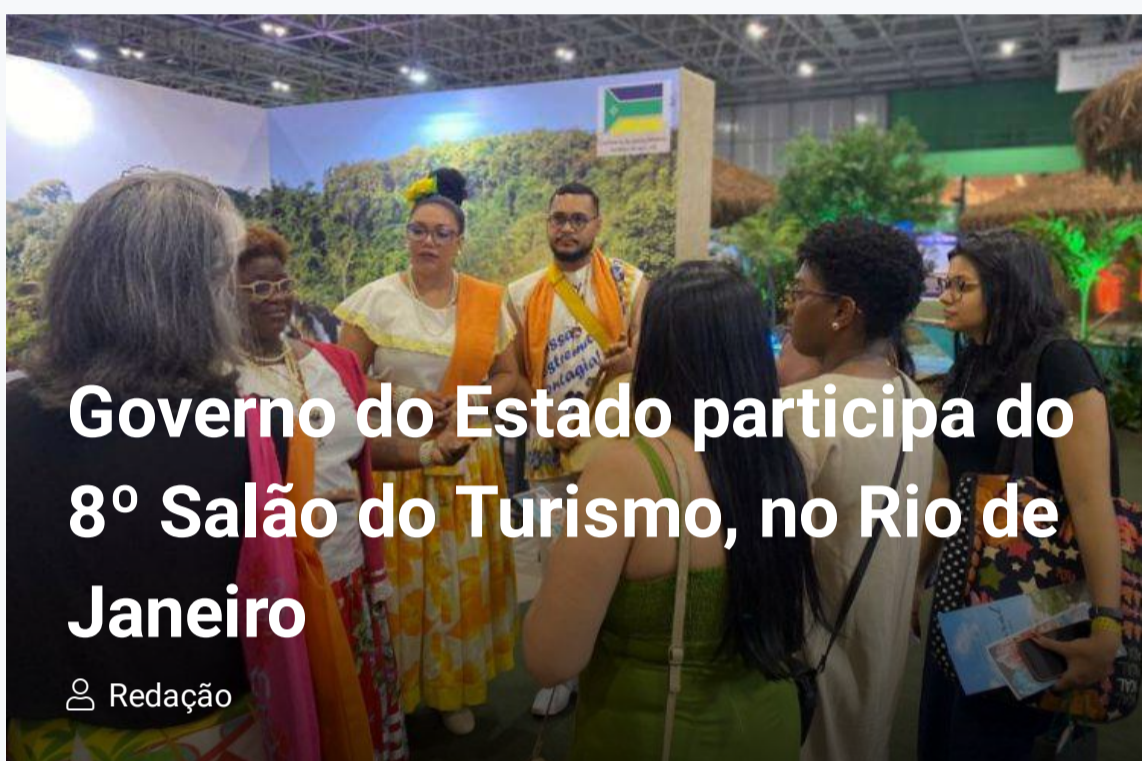 Governo do Estado participa do
8º Salão do Turismo, no Rio de
Janeiro
Redação